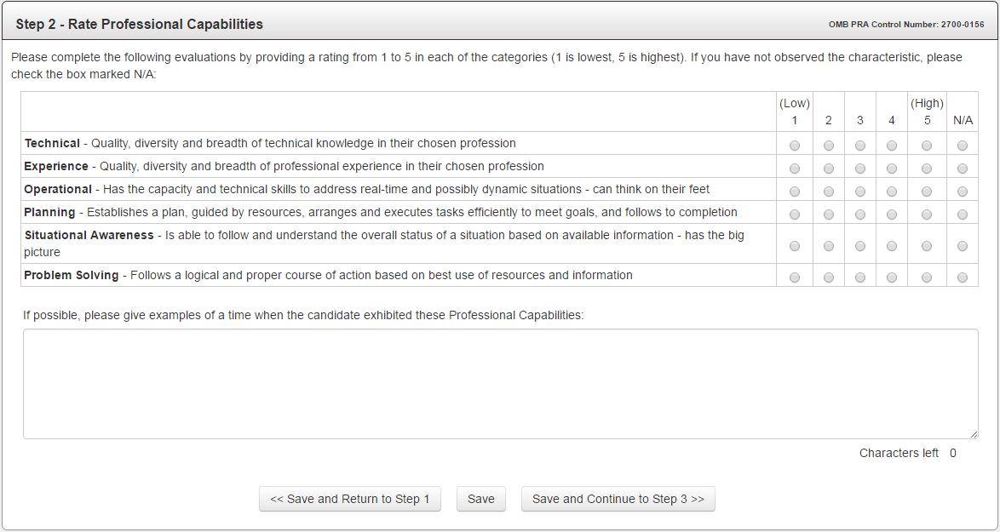 Step 2 - Rate Professional Capabilities
OMB PRA Control Number: 2700-0156
Please complete the following evaluations by providing a rating from 1 to 5 in each of the categories (1 is lowest, 5 is highest). If you have not observed the characteristic, please
check the box marked N/A:
(Low) (High)
1 2 3 4 5 N/A
Technical - Quality, diversity and breadth of technical knowledge in their chosen profession
Experience - Quality, diversity and breadth of professional experience in their chosen profession
Operational - Has the capacity and technical skills to address real-time and possibly dynamic situations - can think on their feet
Planning - Establishes a plan, guided by resources, arranges and executes tasks efficiently to meet goals, and follows to completion
Situational Awareness - Is able to follow and understand the overall status of a situation based on available information - has the big
picture
Problem Solving - Follows a logical and proper course of action based on best use of resources and information
If possible, please give examples of a time when the candidate exhibited these Professional Capabilities:
Characters left 0
<< Save and Return to Step 1 Save Save and Continue to Step 3 >>